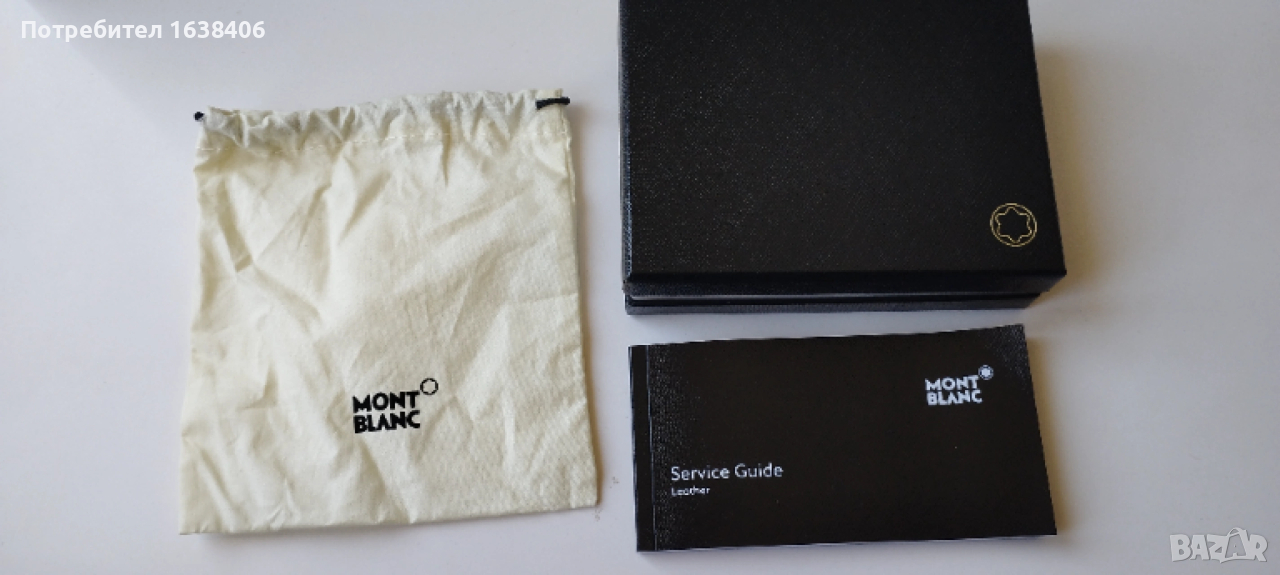 Потребител 1638406
MONT
BLANC
MONT
BLANC
Service Guide
Leather
BAZAR